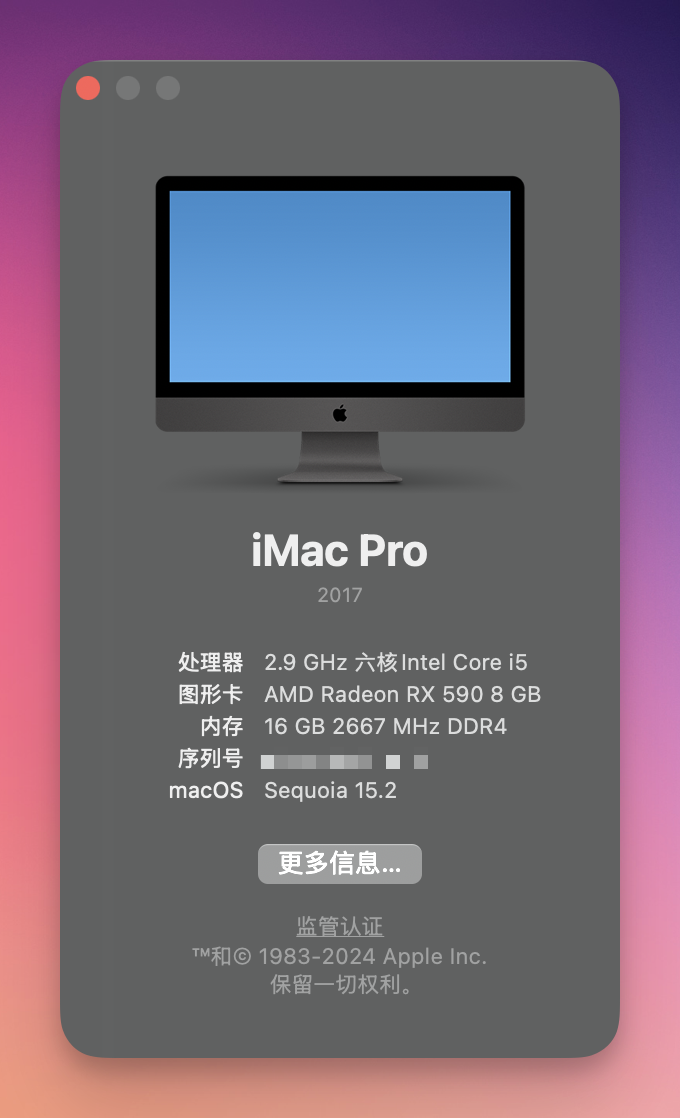 iMac Pro
2017
处理器 2.9 GHz 六核Intel Core i5
图形卡 AMD Radeon RX 590 8 GB
内存 16 GB 2667 MHz DDR4
序列号
macOS Sequoia 15.2
更多信息...
监管认证
™和© 1983-2024 Apple Inc.
保留一切权利。